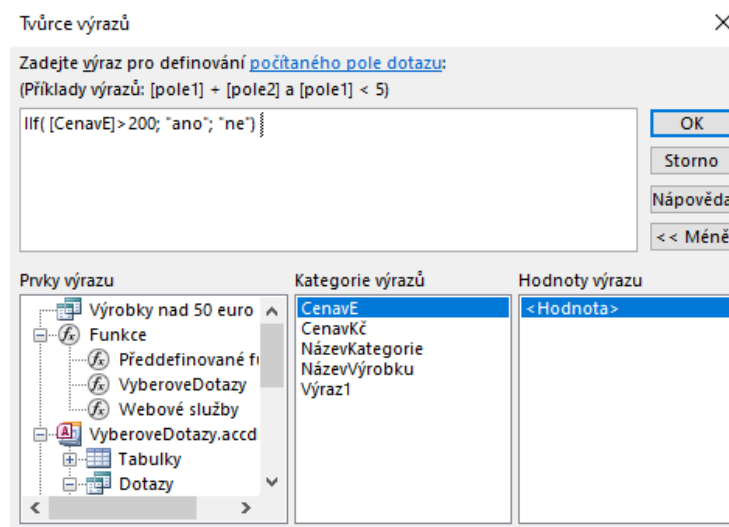 Tvůrce výrazů
Zadejte výraz pro definování počítaného pole dotazu:
(Příklady výrazů: [pole1] + [pole2] a [pole1] < 5)
IIf( [CenavE]>200; "ano"; "ne")
OK
Storno
Nápověda
<< Méně
Prvky výrazu
Výrobky nad 50 euro
Funkce
Předdefinované fu
VyberoveDotazy
Webové služby
VyberoveDotazy.accd
Tabulky
Dotazy
Kategorie výrazů
CenavE
CenavKč
NázevKategorie
NázevVýrobku
Výraz1
Hodnoty výrazu
<Hodnota>